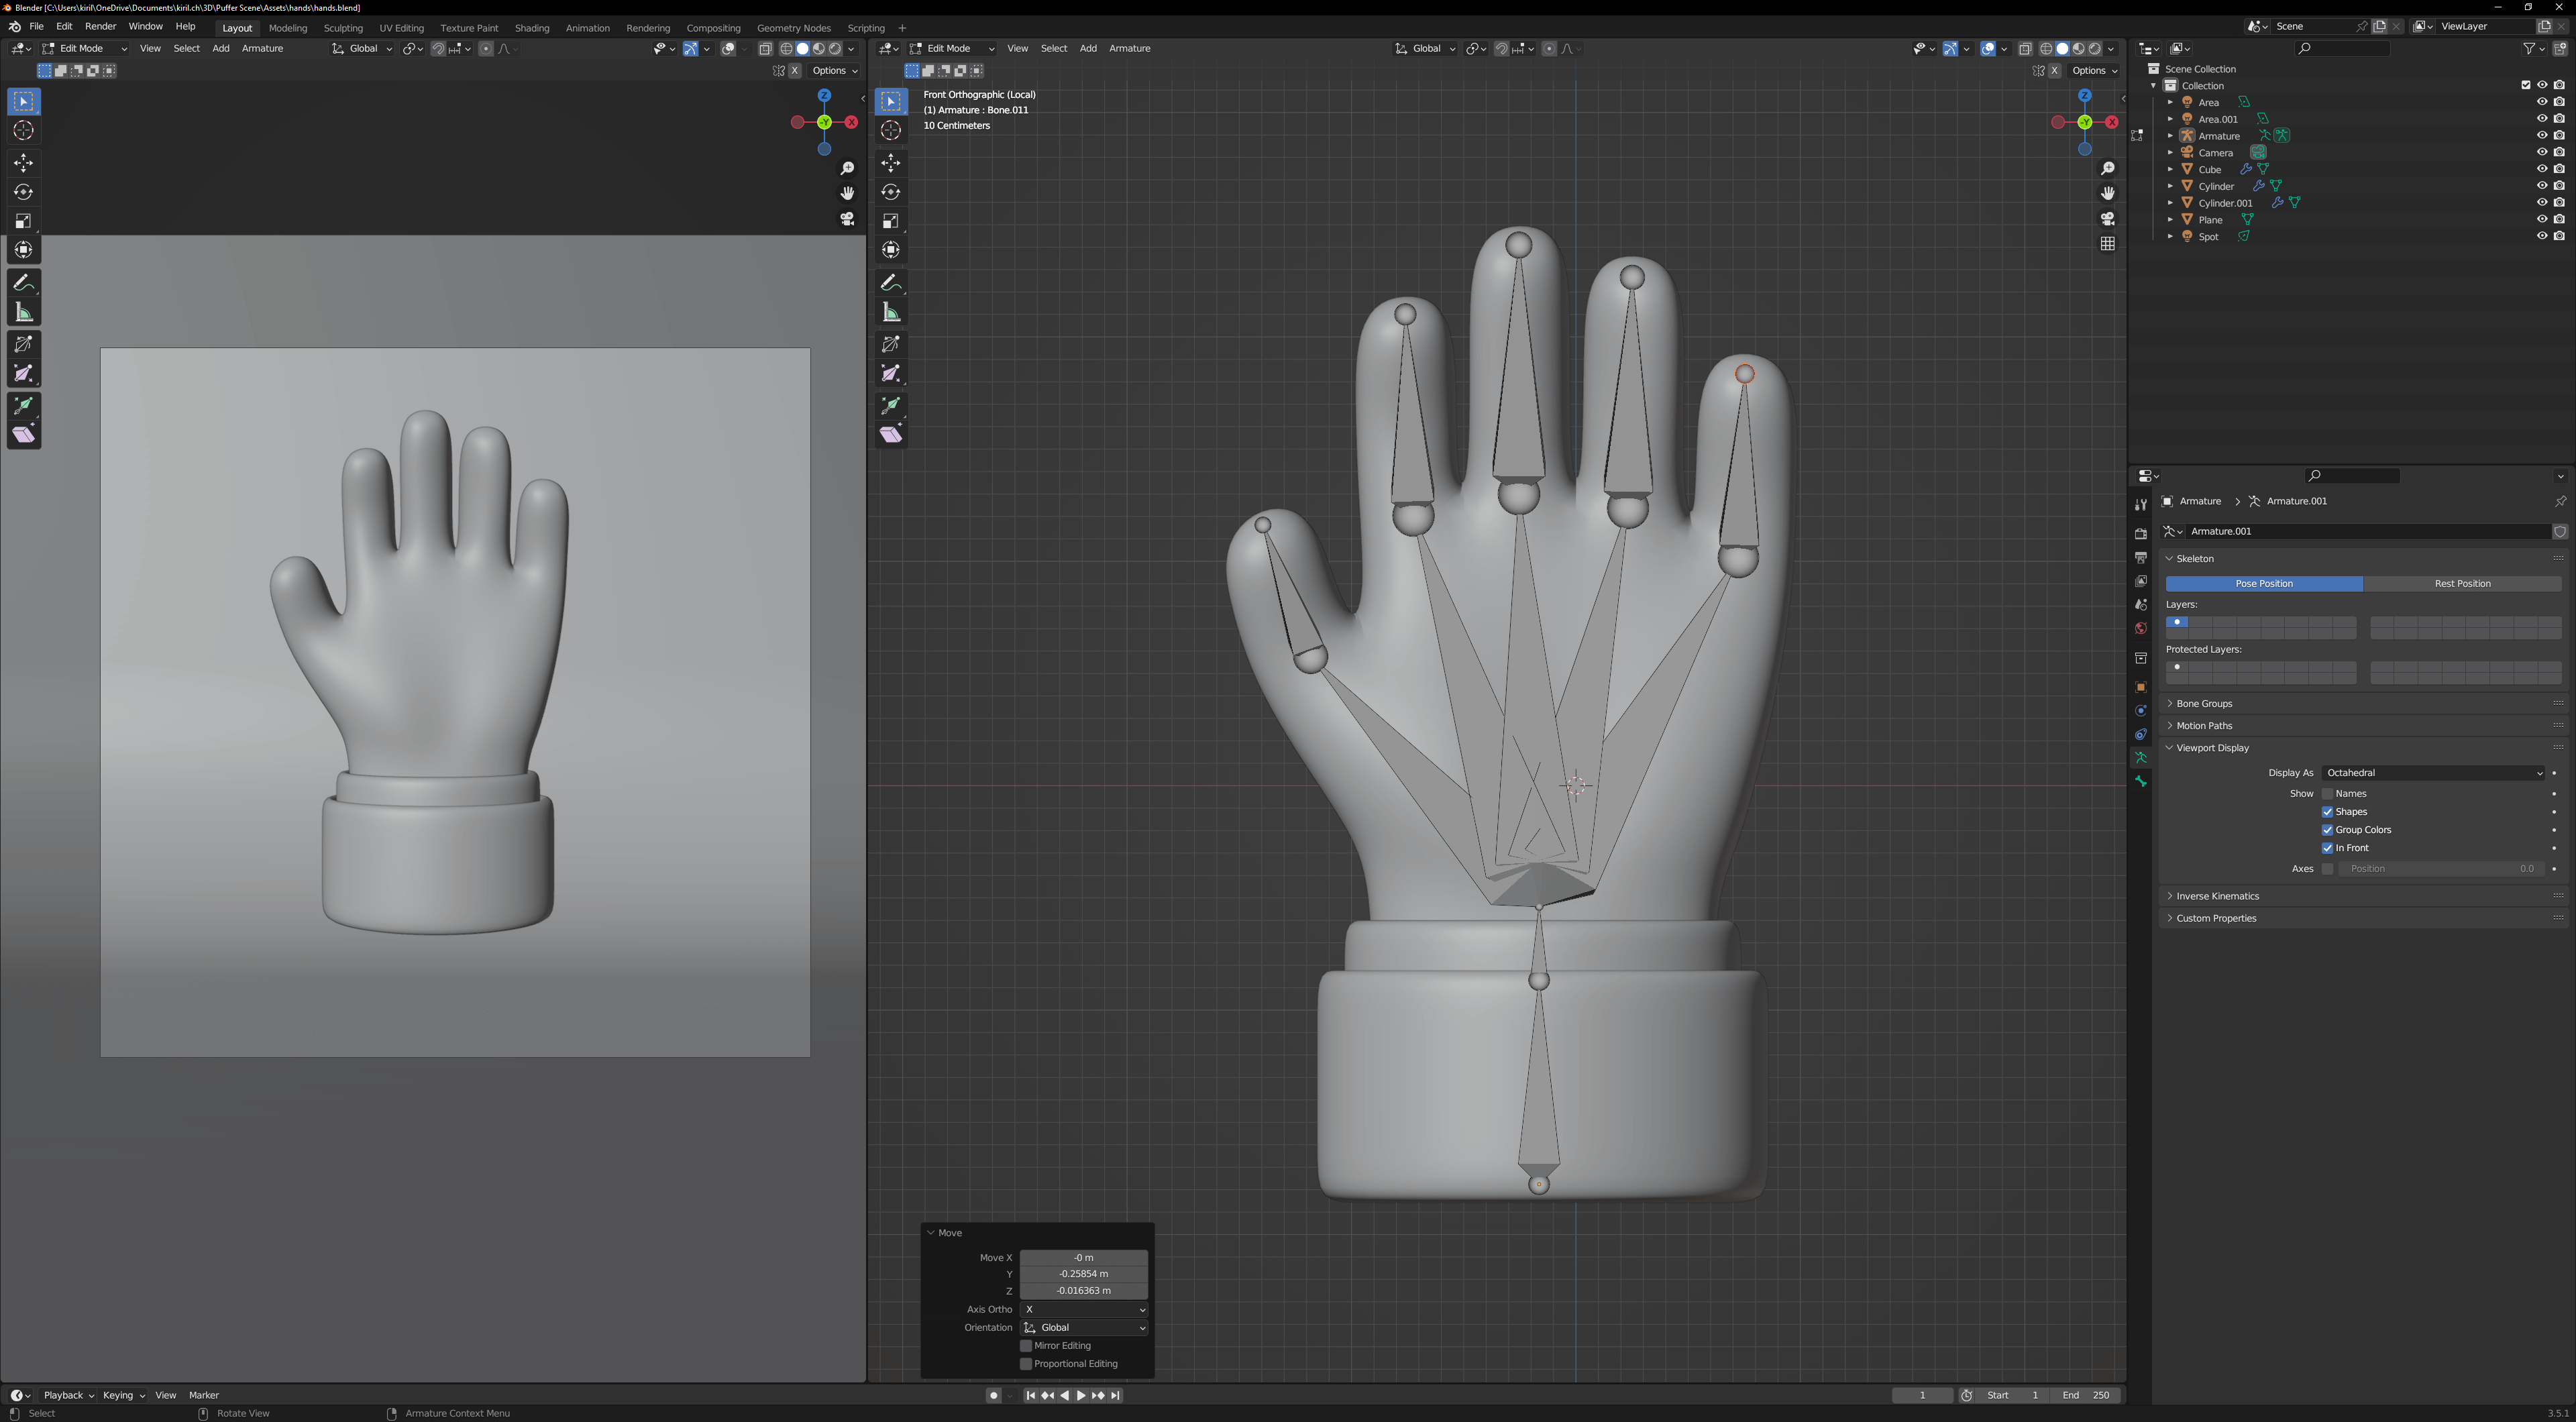 Blender [C:\Users\kiril\OneDrive\Documents\kiril.ch\3D\Puffer Scene\Assets\hands\hands.blend]
File Edit Render Window Help Layout Modeling Sculpting UV Editing Texture Paint Shading Animation Rendering Compositing Geometry Nodes Scripting + Scene ViewLayer
Edit Mode View Select Add Armature Global
Edit Mode View Select Add Armature Global
X Options
X Options
Front Orthographic (Local)
(1) Armature : Bone.011
10 Centimeters
Z
-Y X
Z
-Y X
Scene Collection
Collection
Area
Area.001
Armature
Camera
Cube
Cylinder
Cylinder.001
Plane
Spot
Armature > Armature.001
Armature.001
Skeleton
Pose Position Rest Position
Layers:
Protected Layers:
Bone Groups
Motion Paths
Viewport Display
Display As Octahedral
Show Names
Shapes
Group Colors
In Front
Axes Position 0.0
Inverse Kinematics
Custom Properties
Move
Move X -0 m
Y -0.25854 m
Z -0.016363 m
Axis Ortho X
Orientation Global
Mirror Editing
Proportional Editing
Playback Keying View Marker 1 Start 1 End 250
Select Rotate View Armature Context Menu 3.5.1